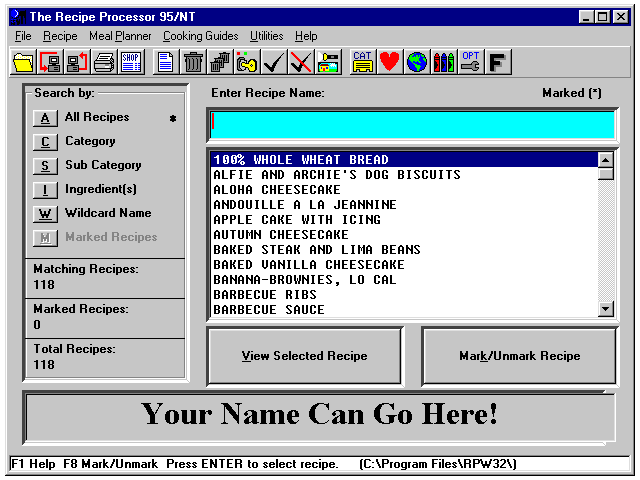 The Recipe Processor 95/NT
File Recipe Meal Planner Cooking Guides Utilities Help
SHOP CAT OPT F
Search by:
A All Recipes *
C Category
S Sub Category
I Ingredient(s)
W Wildcard Name
M Marked Recipes
Matching Recipes:
118
Marked Recipes:
0
Total Recipes:
118
Enter Recipe Name: Marked (*)
100% WHOLE WHEAT BREAD
ALFIE AND ARCHIE'S DOG BISCUITS
ALOHA CHEESECAKE
ANDOUILLE A LA JEANNINE
APPLE CAKE WITH ICING
AUTUMN CHEESECAKE
BAKED STEAK AND LIMA BEANS
BAKED VANILLA CHEESECAKE
BANANA-BROWNIES, LO CAL
BARBECUE RIBS
BARBECUE SAUCE
View Selected Recipe Mark/Unmark Recipe
Your Name Can Go Here!
F1 Help F8 Mark/Unmark Press ENTER to select recipe. (C:\Program Files\RPW32\)